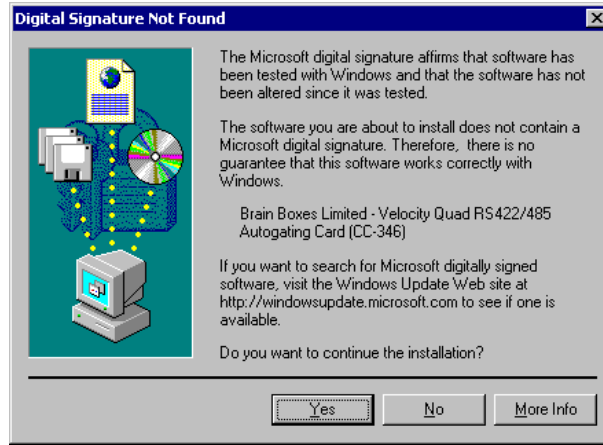 Digital Signature Not Found
The Microsoft digital signature affirms that software has
been tested with Windows and that the software has not
been altered since it was tested.
The software you are about to install does not contain a
Microsoft digital signature. Therefore, there is no
guarantee that this software works correctly with
Windows.
Brain Boxes Limited - Velocity Quad RS422/485
Autogating Card (CC-346)
If you want to search for Microsoft digitally signed
software, visit the Windows Update Web site at
http://windowsupdate.microsoft.com to see if one is
available.
Do you want to continue the installation?
Yes No More Info